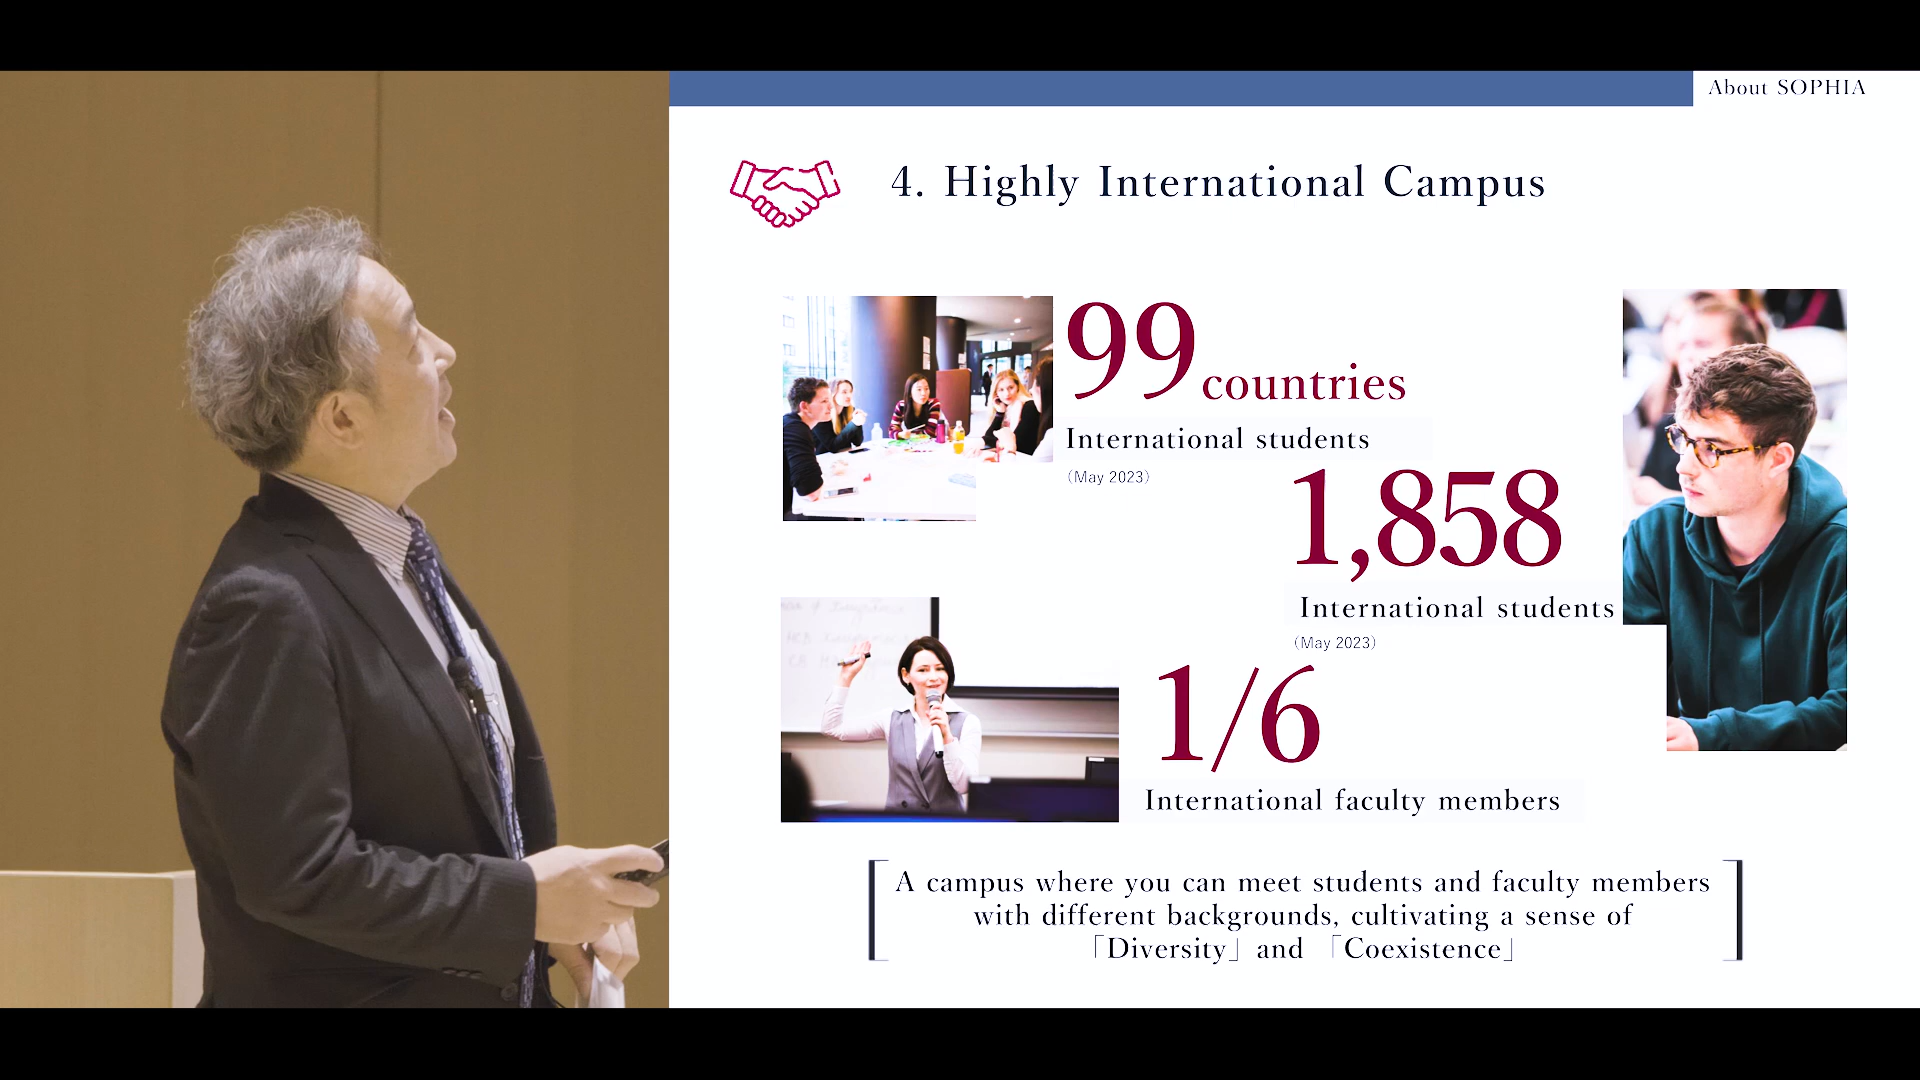 About SOPHIA
4. Highly International Campus
99 countries
International students
（May 2023）
1,858
International students
（May 2023）
1/6
International faculty members
A campus where you can meet students and faculty members
with different backgrounds, cultivating a sense of
「Diversity」 and 「Coexistence」